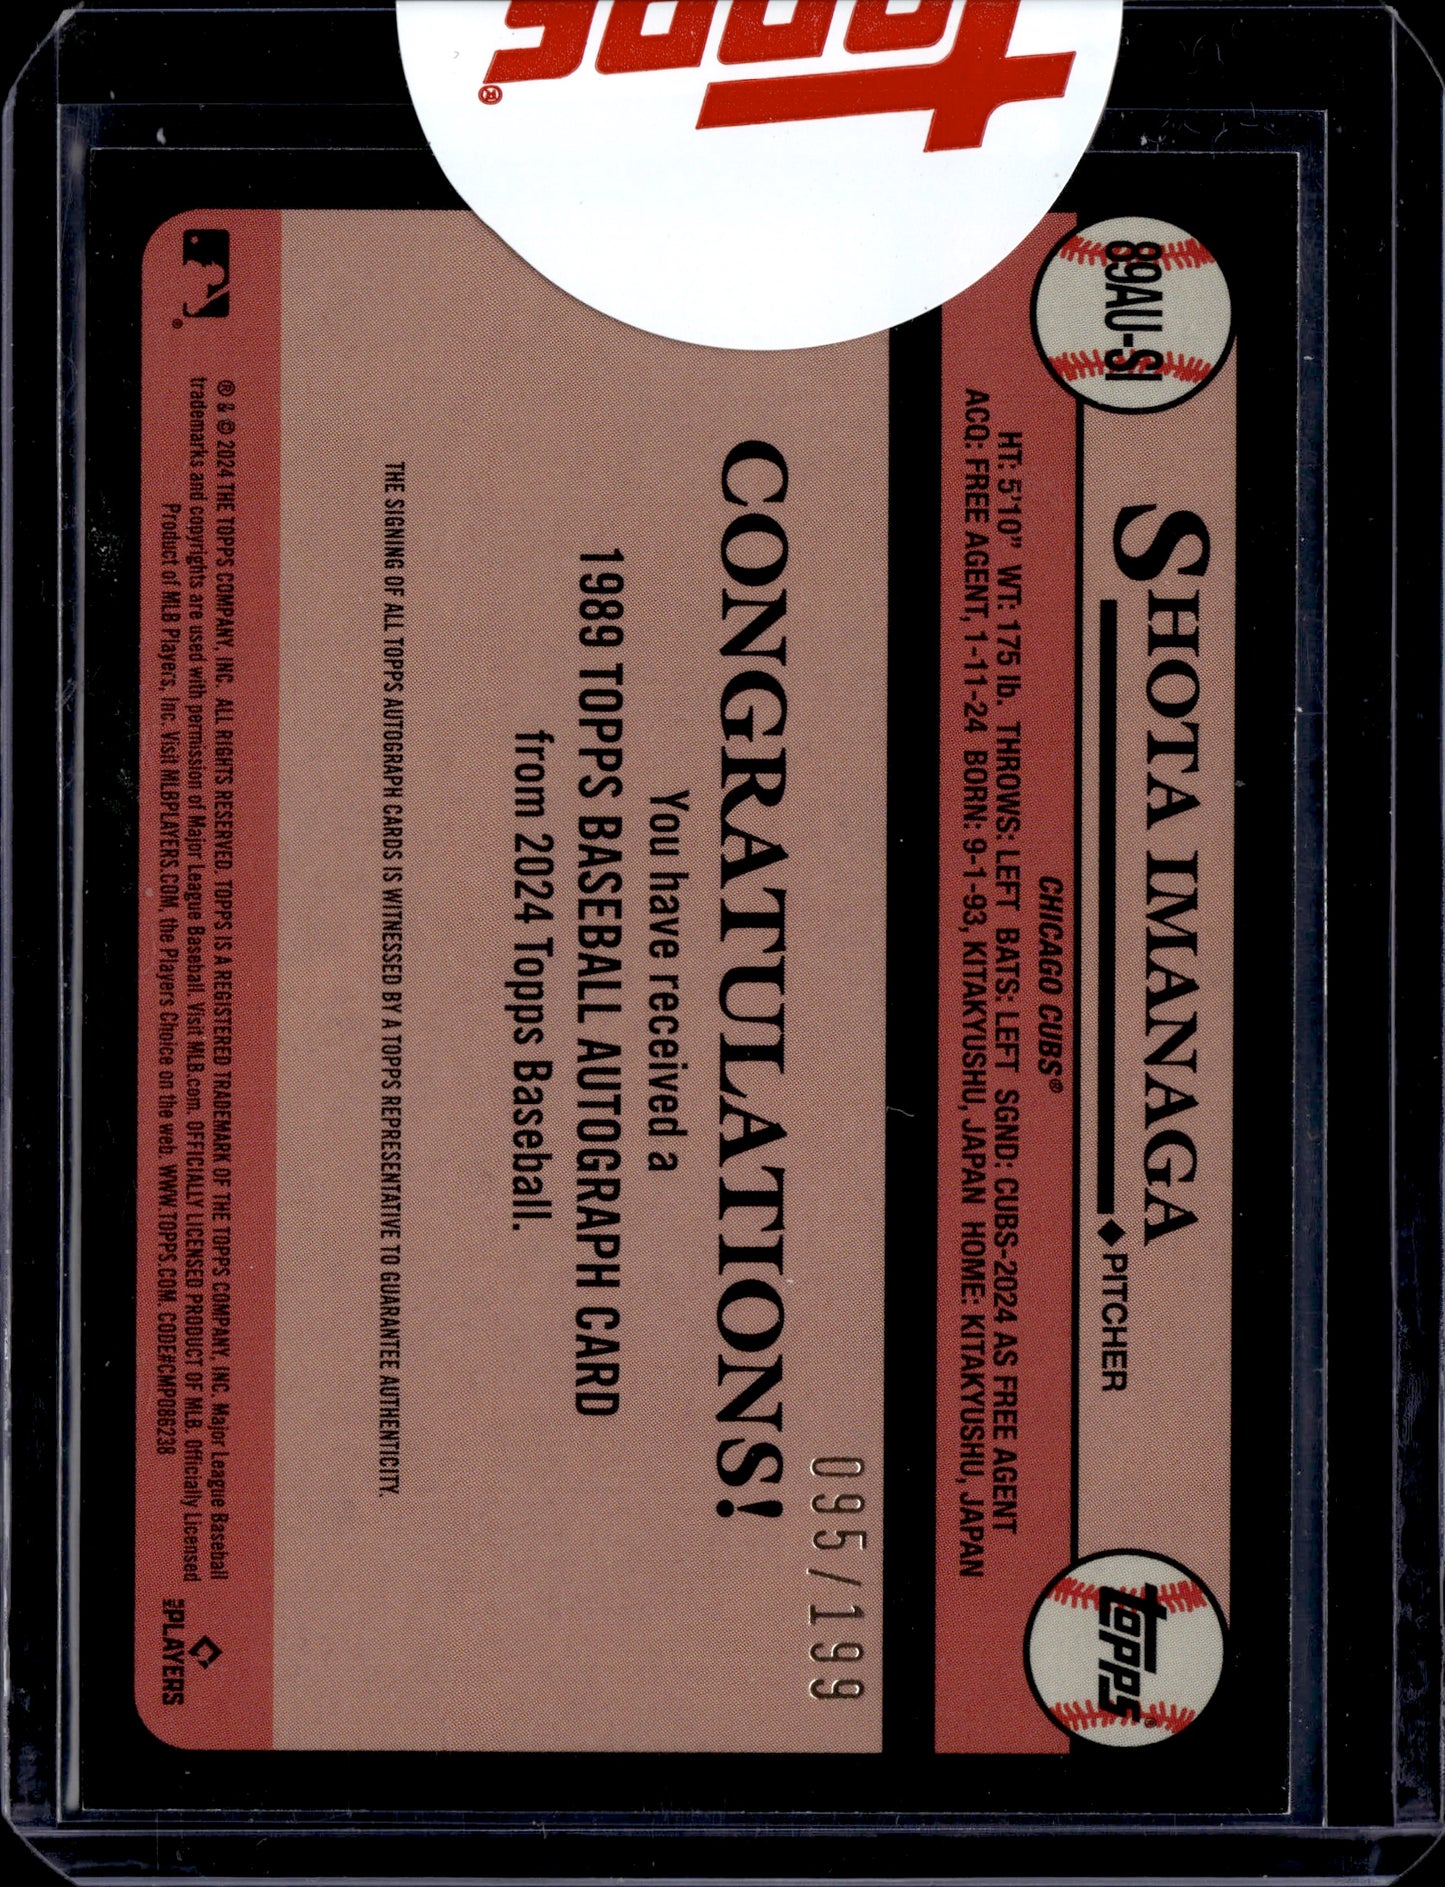 Topps®
89AU-SI
SHOTA IMANAGA
PITCHER
Topps®
CHICAGO CUBS®
HT: 5'10" WT: 175 lb. THROWS: LEFT BATS: LEFT SGND: CUBS-2024 AS FREE AGENT
ACQ: FREE AGENT, 1-11-24 BORN: 9-1-93, KITAKYUSHU, JAPAN HOME: KITAKYUSHU, JAPAN
095/199
CONGRATULATIONS!
You have received a
1989 TOPPS BASEBALL AUTOGRAPH CARD
from 2024 Topps Baseball.
THE SIGNING OF ALL TOPPS AUTOGRAPH CARDS IS WITNESSED BY A TOPPS REPRESENTATIVE TO GUARANTEE AUTHENTICITY.
® & © 2024 THE TOPPS COMPANY, INC. ALL RIGHTS RESERVED. TOPPS IS A REGISTERED TRADEMARK OF THE TOPPS COMPANY, INC. Major League Baseball
trademarks and copyrights are used with permission of Major League Baseball. Visit MLB.com. OFFICIALLY LICENSED PRODUCT OF MLB. Officially Licensed
Product of MLB Players, Inc. Visit MLBPLAYERS.COM, the Players Choice on the web. WWW.TOPPS.COM. CODE#CMP086238
MLB PLAYERS